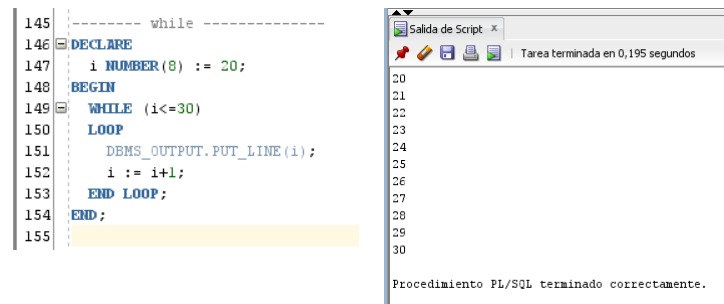 145 -------- while --------------
146 DECLARE
147 i NUMBER(8) := 20;
148 BEGIN
149 WHILE (i<=30)
150 LOOP
151 DBMS_OUTPUT.PUT_LINE(i);
152 i := i+1;
153 END LOOP;
154 END;
155
Salida de Script x
Tarea terminada en 0,195 segundos
20
21
22
23
24
25
26
27
28
29
30
Procedimiento PL/SQL terminado correctamente.